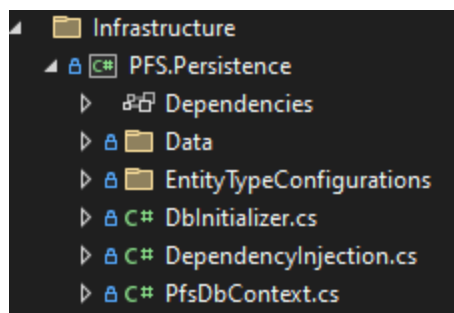 Infrastructure
C# PFS.Persistence
Dependencies
Data
EntityTypeConfigurations
C# DbInitializer.cs
C# DependencyInjection.cs
C# PfsDbContext.cs